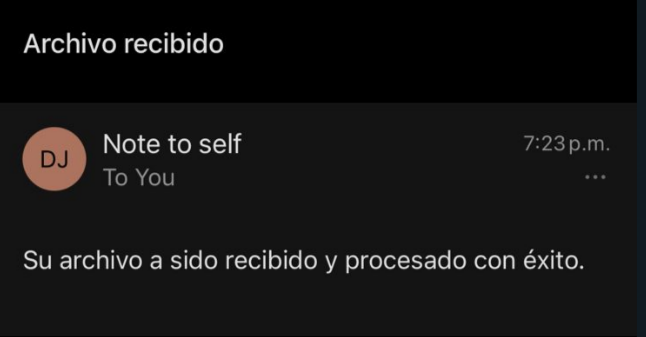 Archivo recibido
DJ
Note to self
7:23 p.m.
To You
...
Su archivo a sido recibido y procesado con éxito.